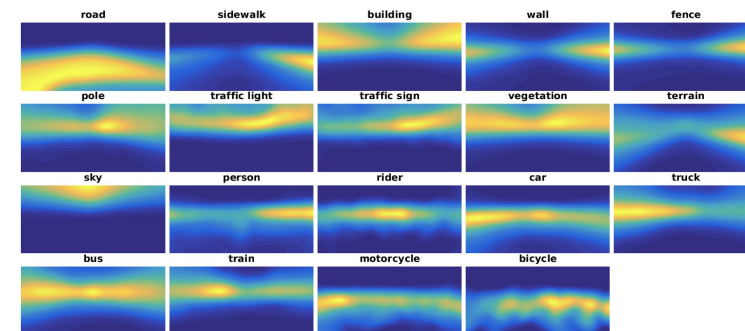 road sidewalk building wall fence
pole traffic light traffic sign vegetation terrain
sky person rider car truck
bus train motorcycle bicycle